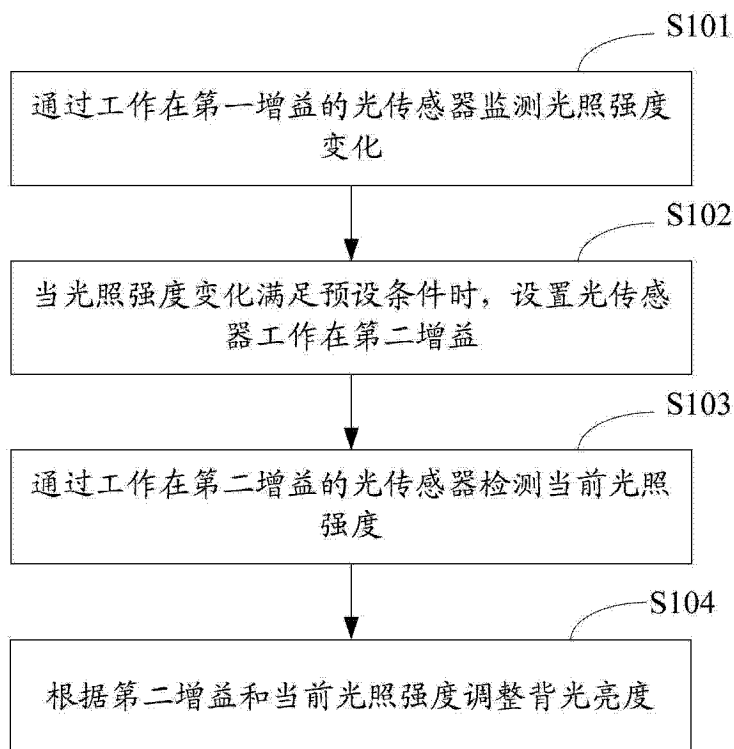 S101
通过工作在第一增益的光传感器监测光照强度
变化
S102
当光照强度变化满足预设条件时，设置光传感
器工作在第二增益
S103
通过工作在第二增益的光传感器检测当前光照
强度
S104
根据第二增益和当前光照强度调整背光亮度